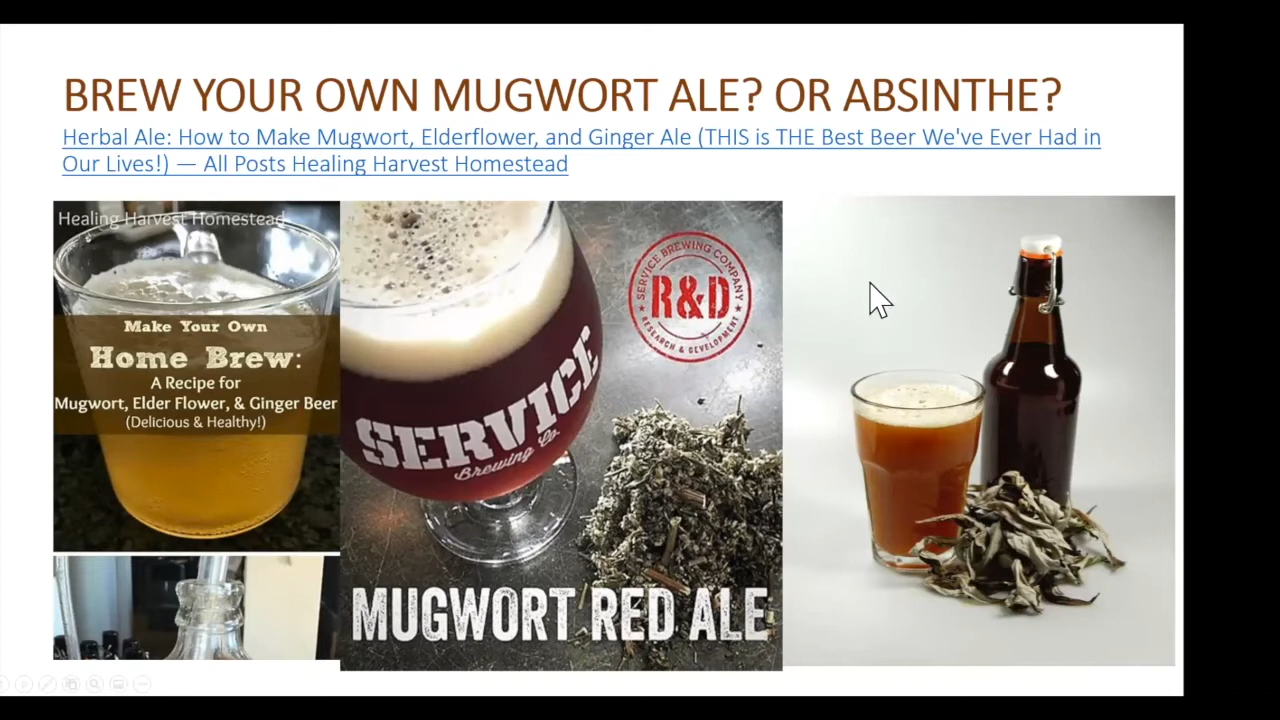 BREW YOUR OWN MUGWORT ALE? OR ABSINTHE?
Herbal Ale: How to Make Mugwort, Elderflower, and Ginger Ale (THIS is THE Best Beer We've Ever Had in
Our Lives!) — All Posts Healing Harvest Homestead
Healing Harvest Homestead
Make Your Own
Home Brew:
A Recipe for
Mugwort, Elder Flower, & Ginger Beer
(Delicious & Healthy!)
SERVICE
Brewing Co.
SERVICE BREWING COMPANY
R&D
RESEARCH & DEVELOPMENT
MUGWORT RED ALE